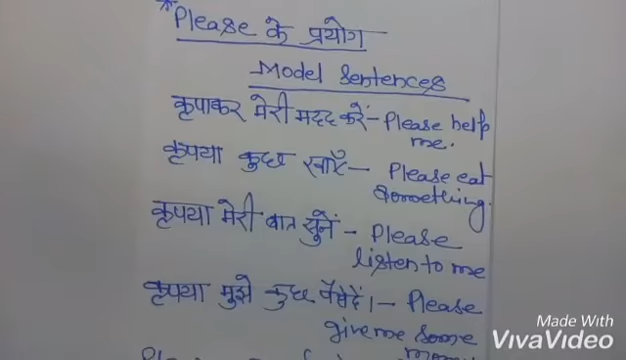 *Please के प्रयोग
Model Sentences
कृपाकर मेरी मदद करें - Please help
me.
कृपया कुछ खाएँ - Please eat
something.
कृपया मेरी बात सुनें - Please
listen to me
कृपया मुझे कुछ पैसे दें। - Please
give me some
Made With
VivaVideo